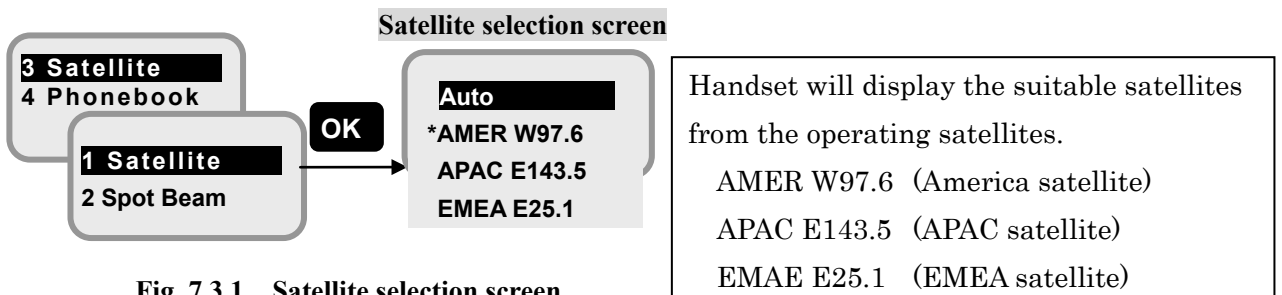 Satellite selection screen
3 Satellite
4 Phonebook
1 Satellite
2 Spot Beam
OK
Auto
*AMER W97.6
APAC E143.5
EMEA E25.1
Handset will display the suitable satellites
from the operating satellites.
AMER W97.6 (America satellite)
APAC E143.5 (APAC satellite)
EMAE E25.1 (EMEA satellite)
Fig. 7.3.1 Satellite selection screen